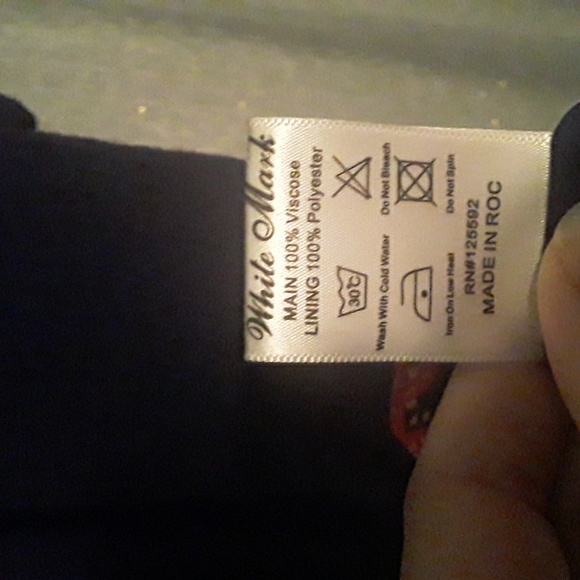 White Mark
MAIN 100% Viscose
LINING 100% Polyester
30℃
Wash With Cold Water
Do Not Bleach
Iron On Low Heat
Do Not Spin
RN#125592
MADE IN ROC